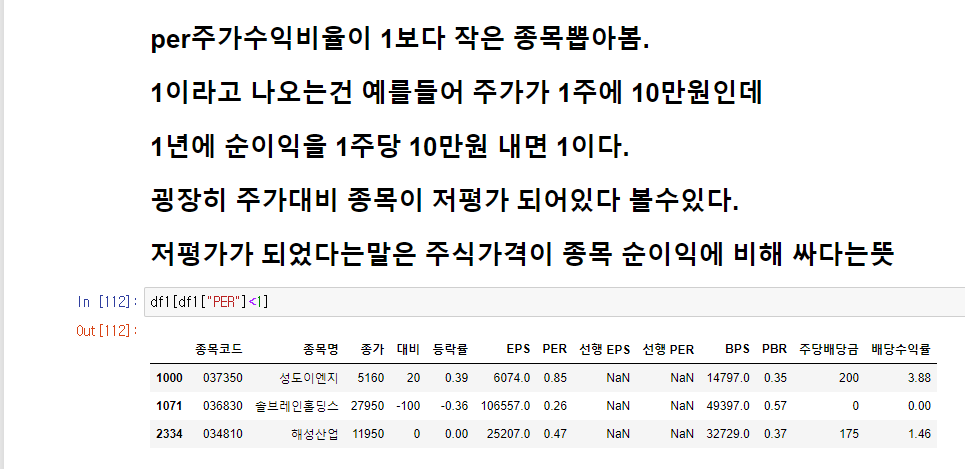 per주가수익비율이 1보다 작은 종목뽑아봄.
1이라고 나오는건 예를들어 주가가 1주에 10만원인데
1년에 순이익을 1주당 10만원 내면 1이다.
굉장히 주가대비 종목이 저평가 되어있다 볼수있다.
저평가가 되었다는말은 주식가격이 종목 순이익에 비해 싸다는뜻
In [112]: df1[df1["PER"]<1]
Out[112]:
종목코드 종목명 종가 대비 등락률 EPS PER 선행 EPS 선행 PER BPS PBR 주당배당금 배당수익률
1000 037350 성도이엔지 5160 20 0.39 6074.0 0.85 NaN NaN 14797.0 0.35 200 3.88
1071 036830 솔브레인홀딩스 27950 -100 -0.36 106557.0 0.26 NaN NaN 49397.0 0.57 0 0.00
2334 034810 해성산업 11950 0 0.00 25207.0 0.47 NaN NaN 32729.0 0.37 175 1.46